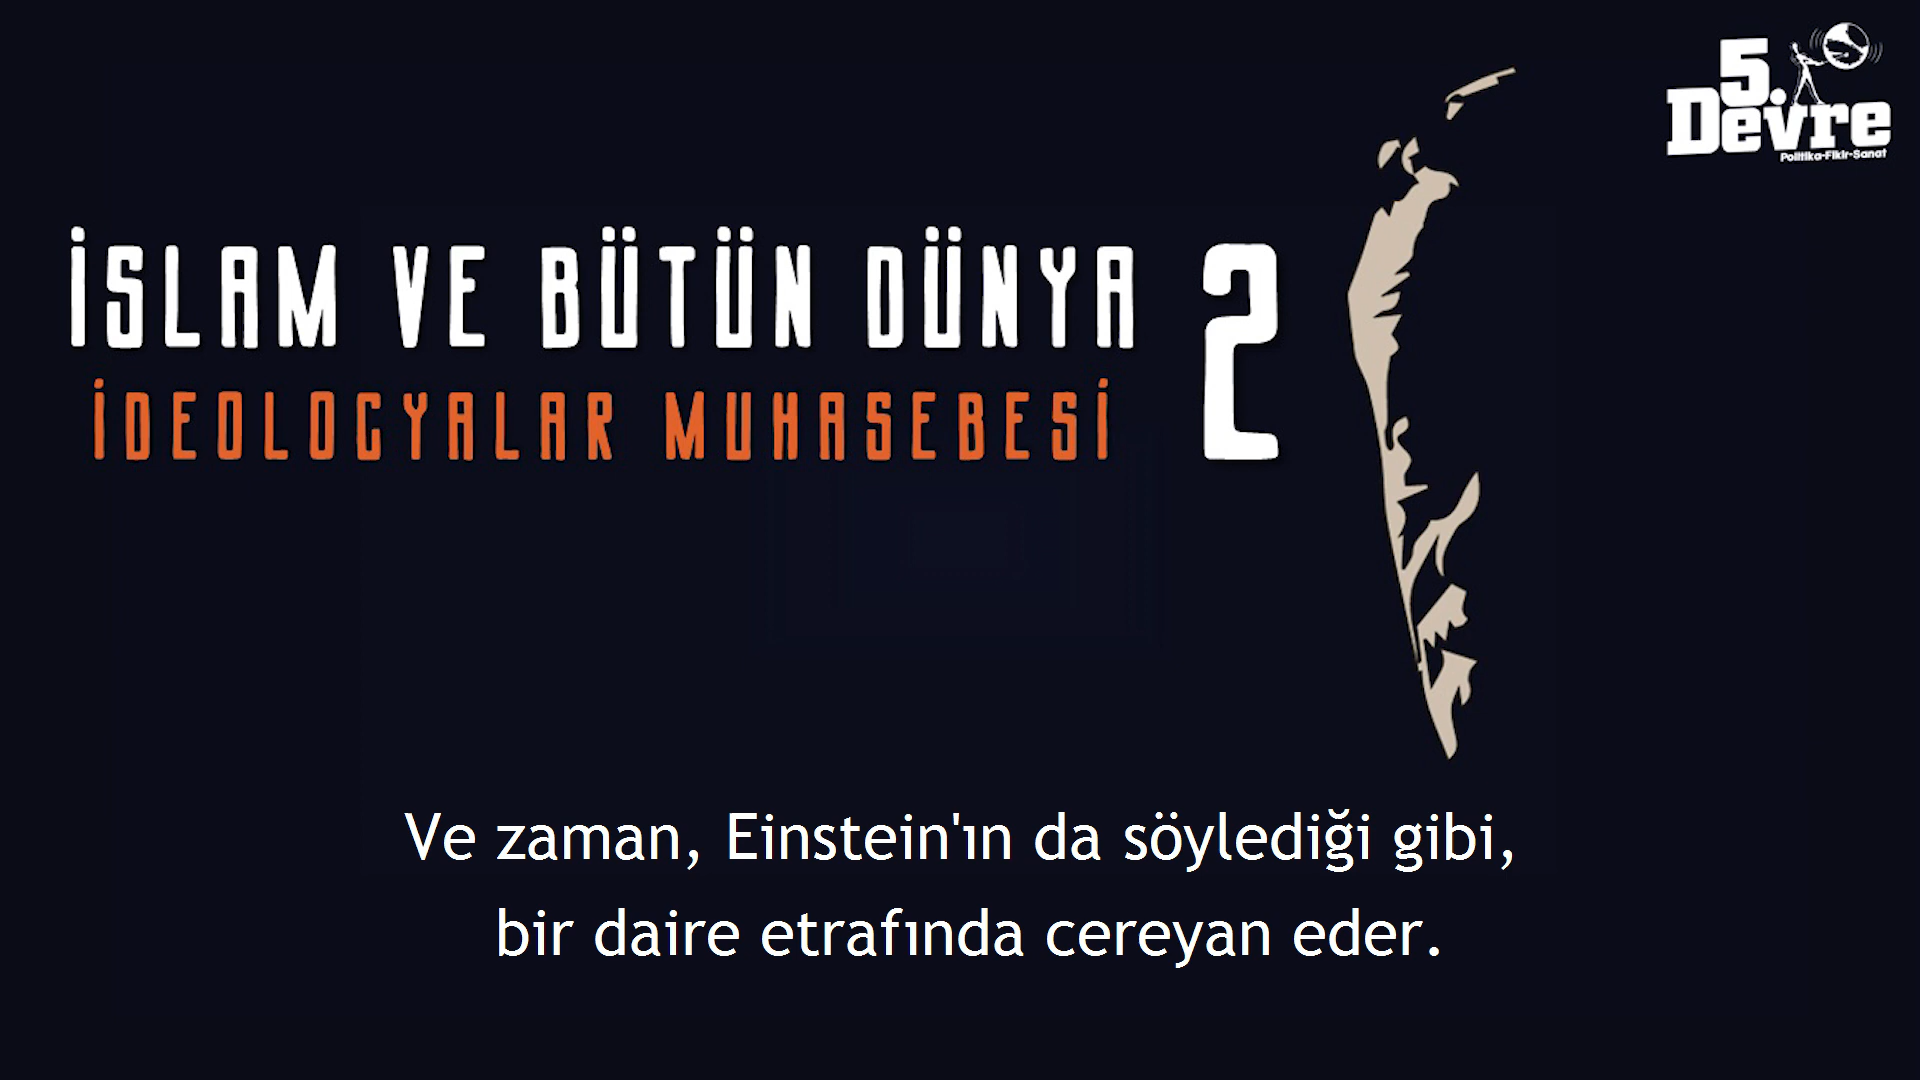 5.
Devre
Politika-Fikir-Sanat
İSLAM VE BÜTÜN DÜNYA 2
İDEOLOCYALAR MUHASEBESİ
Ve zaman, Einstein'ın da söylediği gibi,
bir daire etrafında cereyan eder.